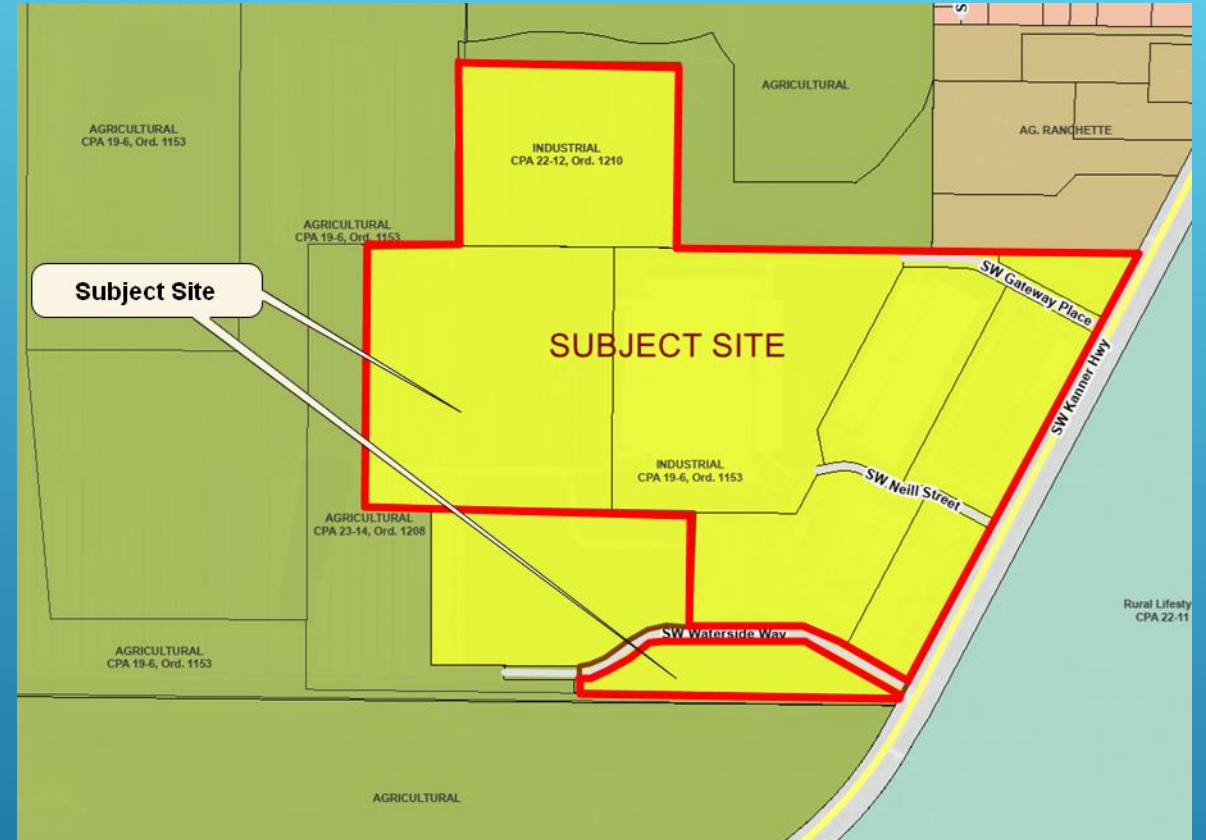 S
AGRICULTURAL
AGRICULTURAL
CPA 19-6, Ord. 1153
AG. RANCHETTE
INDUSTRIAL
CPA 22-12, Ord. 1210
AGRICULTURAL
CPA 19-6, Ord. 1153
SW Gateway Place
Subject Site
SUBJECT SITE
SW Kanner Hwy
INDUSTRIAL
CPA 19-6, Ord. 1153
SW Neill Street
AGRICULTURAL
CPA 23-14, Ord. 1208
Rural Lifesty
CPA 22-11
SW Waterside Way
AGRICULTURAL
CPA 19-6, Ord. 1153
AGRICULTURAL